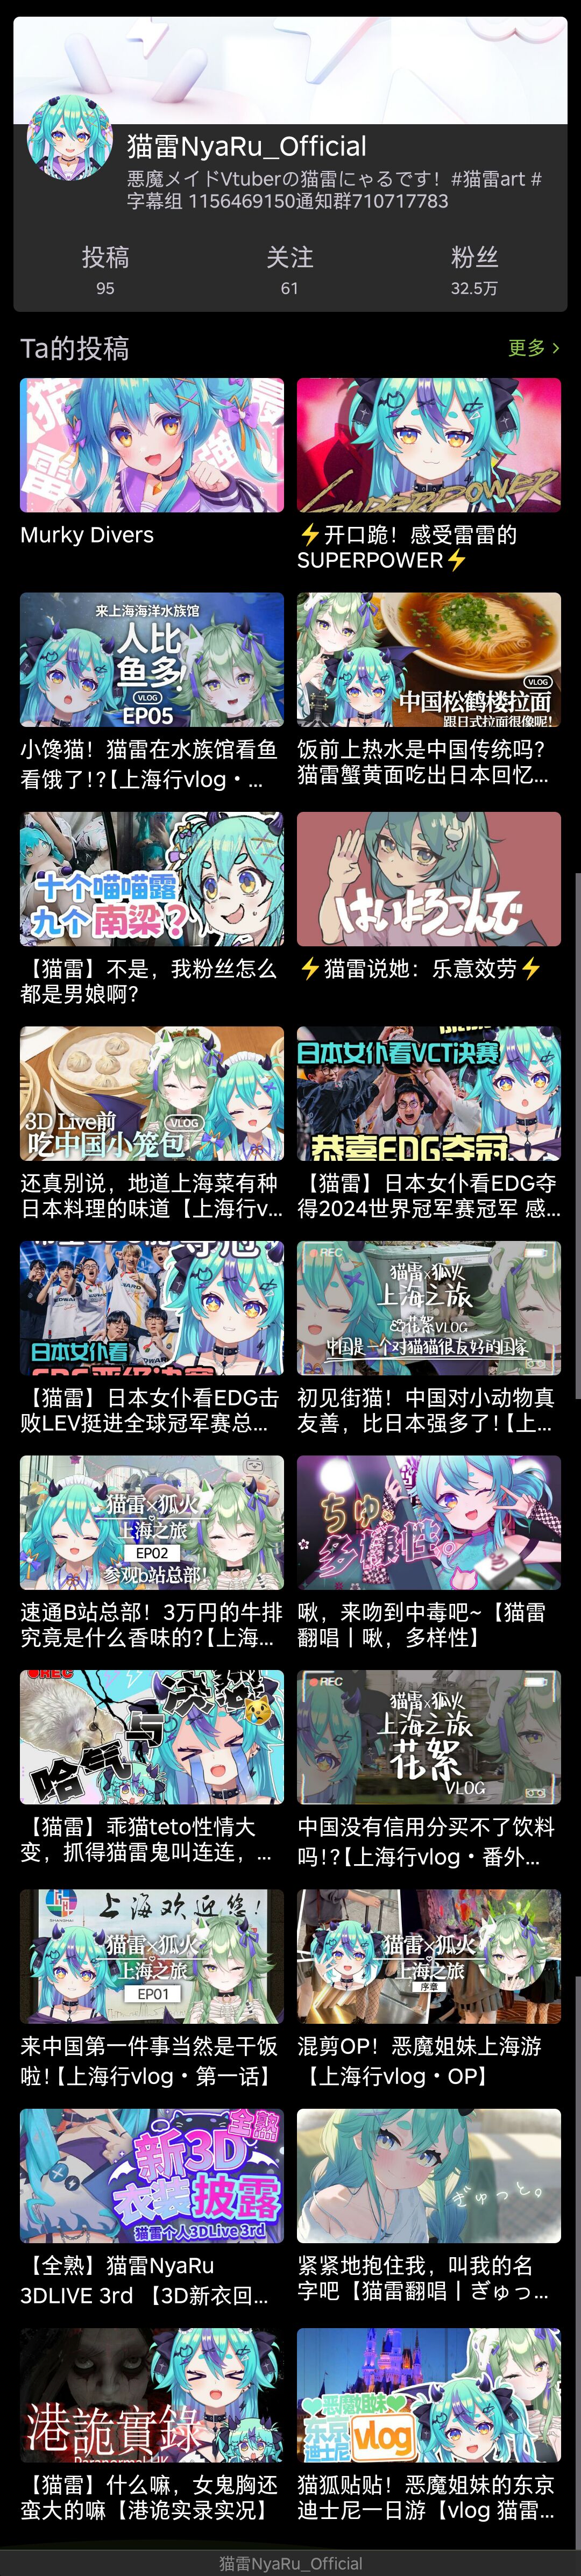 猫雷NyaRu_Official
悪魔メイドVtuberの猫雷にゃるです！#猫雷art #
字幕组 1156469150通知群710717783
投稿
关注
粉丝
95
61
32.5万
Ta的投稿
更多 >
猫
雷
強
Murky Divers
SUPERPOWER
⚡开口跪！感受雷雷的
SUPERPOWER⚡
来上海海洋水族馆
人比
鱼多!
VLOG
EP05
小馋猫！猫雷在水族馆看鱼
看饿了!?【上海行vlog・...
VLOG
中国松鹤楼拉面
跟日式拉面很像呢!
饭前上热水是中国传统吗?
猫雷蟹黄面吃出日本回忆...
十个喵喵露
九个南梁?
【猫雷】不是，我粉丝怎么
都是男娘啊?
はいよろこんで
⚡猫雷说她：乐意效劳⚡
3D Live前
VLOG
吃中国小笼包
还真别说，地道上海菜有种
日本料理的味道【上海行v...
日本女仆看VCT决赛
恭喜EDG夺冠
【猫雷】日本女仆看EDG夺
得2024世界冠军赛冠军 感...
日本女仆看
【猫雷】日本女仆看EDG击
败LEV挺进全球冠军赛总...
REC
猫雷x狐火
上海之旅
花絮VLOG
中国是一个对猫猫很友好的国家
初见街猫！中国对小动物真
友善，比日本强多了!【上...
猫雷×狐火
上海之旅
EP02
参观b站总部!
速通B站总部！3万円的牛排
究竟是什么香味的?【上海...
ちゅ、
多様性。
啾，来吻到中毒吧~【猫雷
翻唱丨啾，多样性】
REC
哈气与决裂
【猫雷】乖猫teto性情大
变，抓得猫雷鬼叫连连，...
REC
猫雷x狐火
上海之旅
花絮
VLOG
中国没有信用分买不了饮料
吗!?【上海行vlog・番外...
上海欢迎您!
猫雷×狐火
上海之旅
EP01
来中国第一件事当然是干饭
啦!【上海行vlog・第一话】
猫雷×狐火
上海之旅
序章
混剪OP！恶魔姐妹上海游
【上海行vlog・OP】
全熟
新3D
衣装披露
猫雷个人3DLive 3rd
【全熟】猫雷NyaRu
3DLIVE 3rd 【3D新衣回...
ぎゅっと。
紧紧地抱住我，叫我的名
字吧【猫雷翻唱丨ぎゅっ...
港詭實錄
【猫雷】什么嘛，女鬼胸还
蛮大的嘛【港诡实录实况】
恶魔姐妹
东京
迪士尼
vlog
猫狐贴贴！恶魔姐妹的东京
迪士尼一日游【vlog 猫雷...
猫雷NyaRu_Official